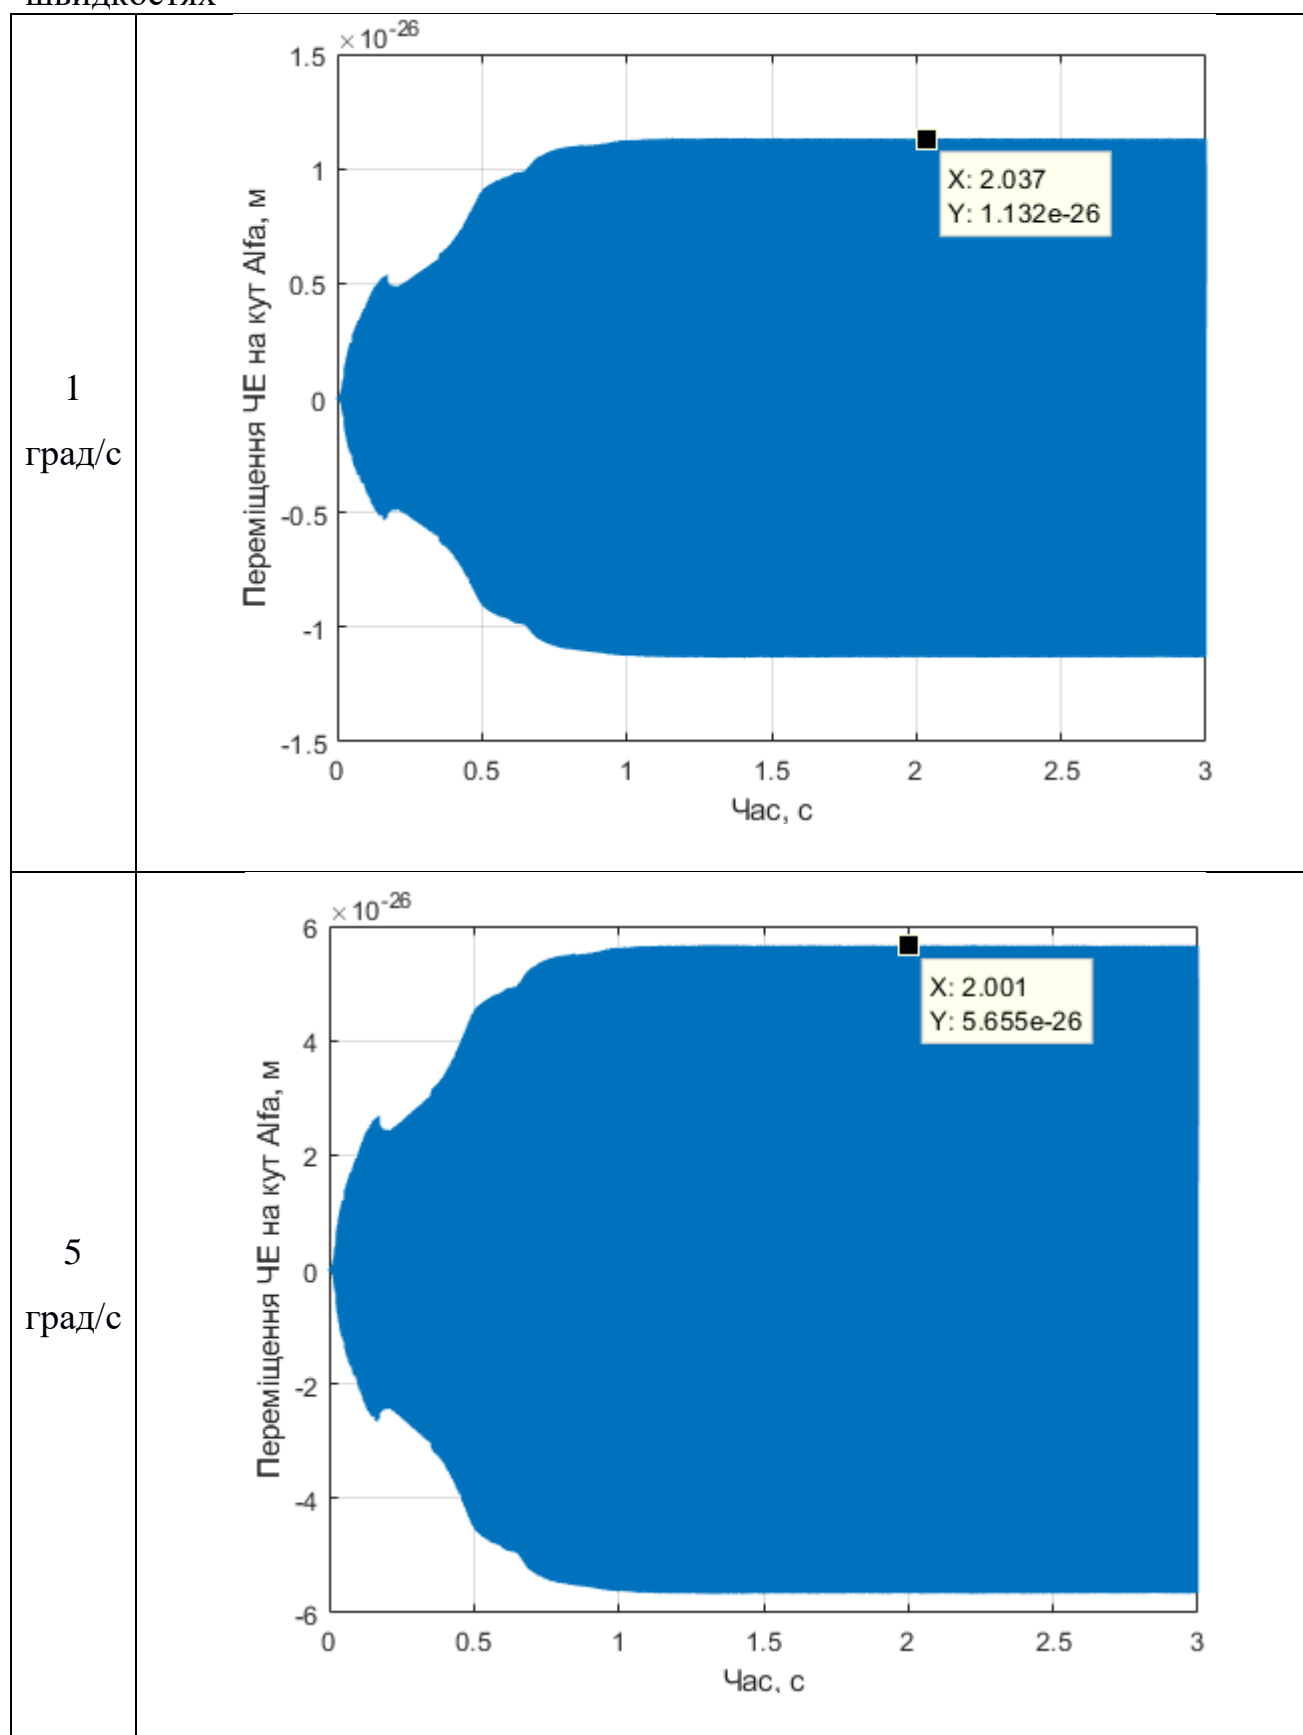 швидкостях
1
град/с
×10-26
1.5
1
0.5
0
-0.5
-1
-1.5
Переміщення ЧЕ на кут Alfa, м
X: 2.037
Y: 1.132e-26
0 0.5 1 1.5 2 2.5 3
Час, с
5
град/с
×10-26
6
4
2
0
-2
-4
-6
Переміщення ЧЕ на кут Alfa, м
X: 2.001
Y: 5.655e-26
0 0.5 1 1.5 2 2.5 3
Час, с